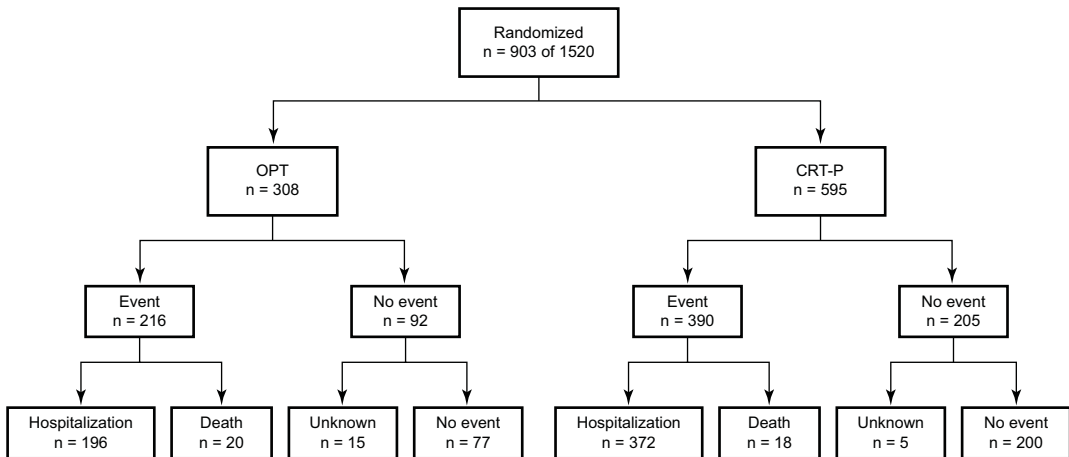 Randomized
n = 903 of 1520
OPT
n = 308
CRT-P
n = 595
Event
n = 216
No event
n = 92
Event
n = 390
No event
n = 205
Hospitalization
n = 196
Death
n = 20
Unknown
n = 15
No event
n = 77
Hospitalization
n = 372
Death
n = 18
Unknown
n = 5
No event
n = 200